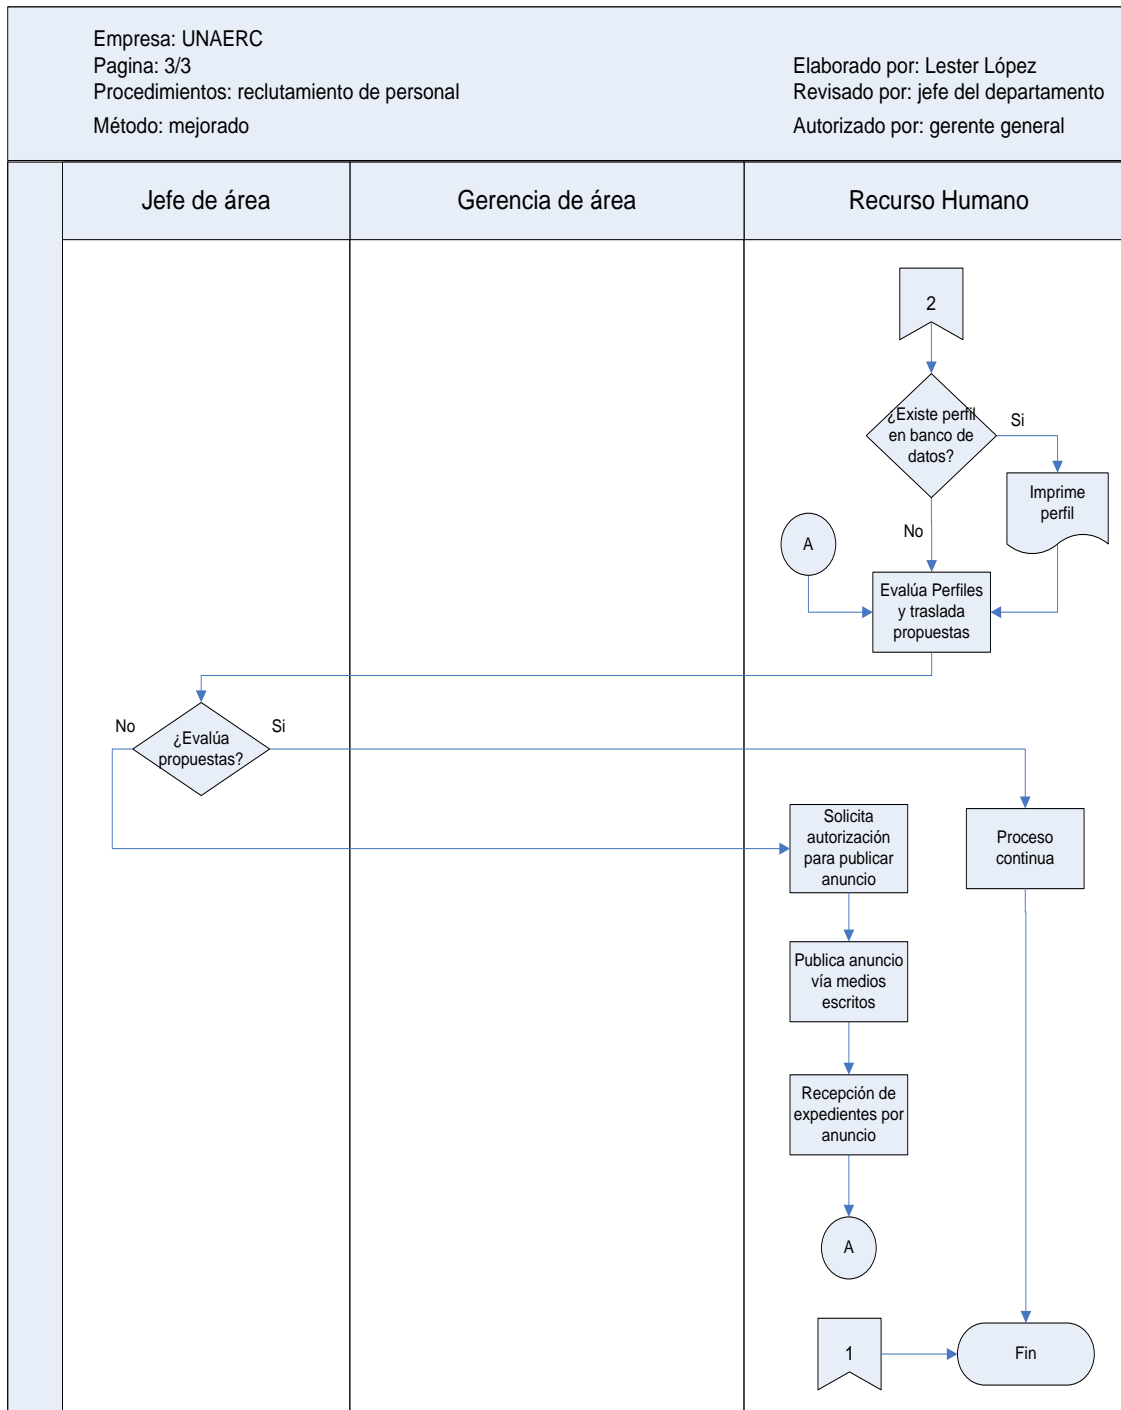 Empresa: UNAERC
Pagina: 3/3
Procedimientos: reclutamiento de personal
Método: mejorado
Elaborado por: Lester López
Revisado por: jefe del departamento
Autorizado por: gerente general
Jefe de área
Gerencia de área
Recurso Humano
2
¿Existe perfil
en banco de
datos?
Si
Imprime
perfil
No
A
Evalúa Perfiles
y traslada
propuestas
No
¿Evalúa
propuestas?
Si
Solicita
autorización
para publicar
anuncio
Proceso
continua
Publica anuncio
vía medios
escritos
Recepción de
expedientes por
anuncio
A
1
Fin